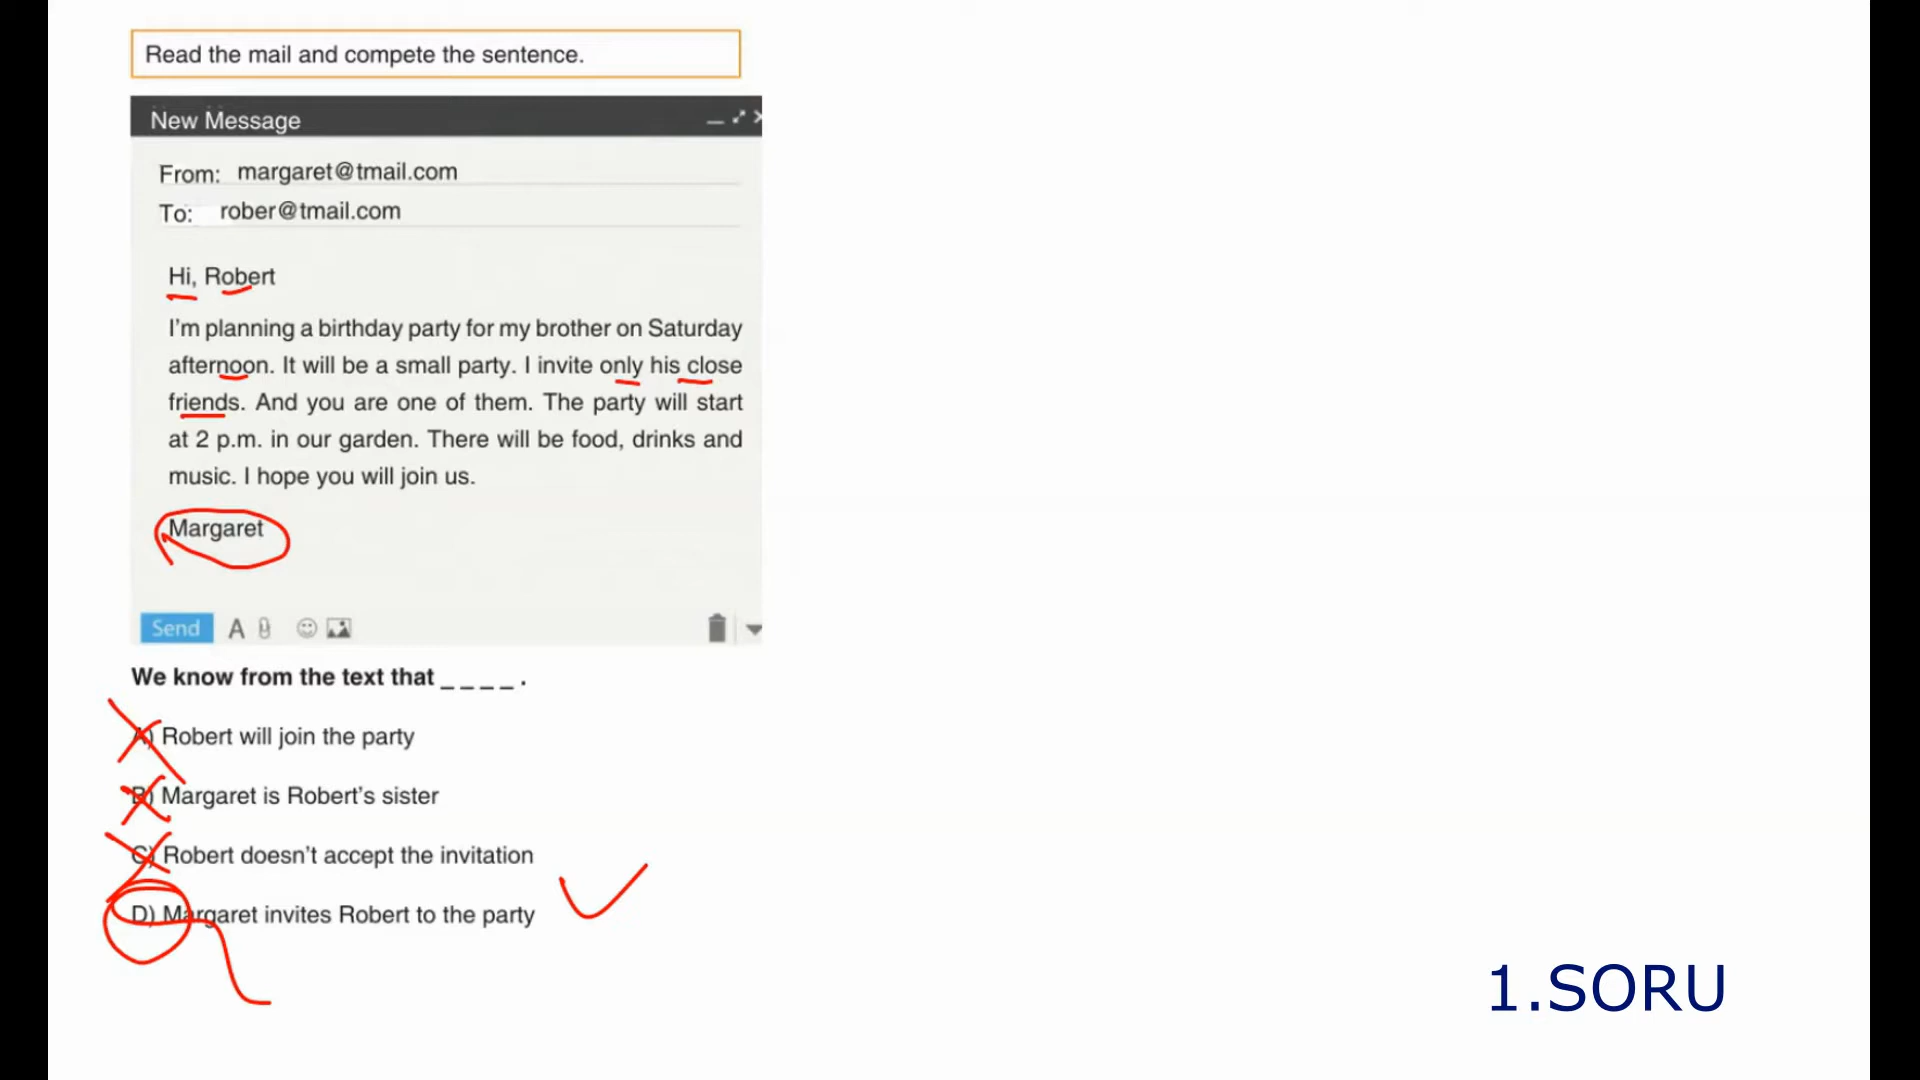 Read the mail and compete the sentence.
New Message
From: margaret@tmail.com
To: rober@tmail.com
Hi, Robert
I'm planning a birthday party for my brother on Saturday
afternoon. It will be a small party. I invite only his close
friends. And you are one of them. The party will start
at 2 p.m. in our garden. There will be food, drinks and
music. I hope you will join us.
Margaret
Send A
We know from the text that _ _ _ _ .
A) Robert will join the party
B) Margaret is Robert's sister
C) Robert doesn't accept the invitation
D) Margaret invites Robert to the party
1.SORU